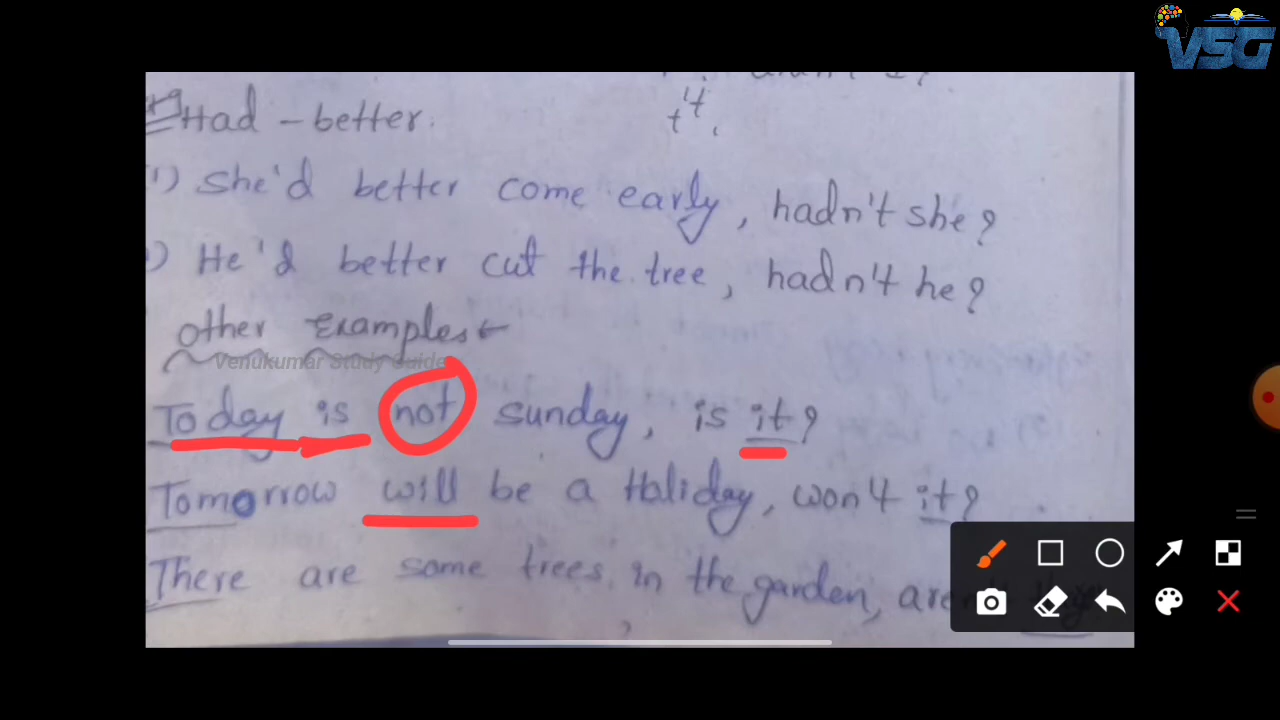 VSG
Had - better.
1) She'd better come early, hadn't she?
) He'd better cut the tree, hadn't he?
other Examples
Venukumar Study Guide
Today is not sunday, is it?
Tomorrow will be a Holiday, won't it?
There are some trees in the garden, aren't